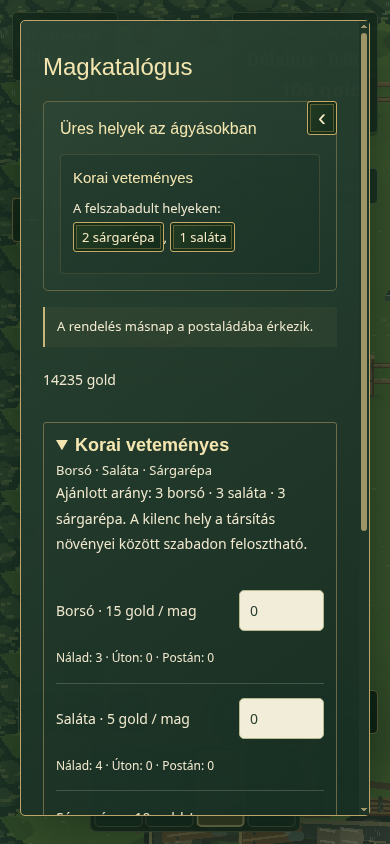 Magkatalógus
Üres helyek az ágyásokban
Korai veteményes
A felszabadult helyeken:
2 sárgarépa , 1 saláta
A rendelés másnap a postaládába érkezik.
14235 gold
▼ Korai veteményes
Borsó · Saláta · Sárgarépa
Ajánlott arány: 3 borsó · 3 saláta · 3
sárgarépa. A kilenc hely a társítás
növényei között szabadon felosztható.
Borsó · 15 gold / mag 0
Nálad: 3 · Úton: 0 · Postán: 0
Saláta · 5 gold / mag 0
Nálad: 4 · Úton: 0 · Postán: 0